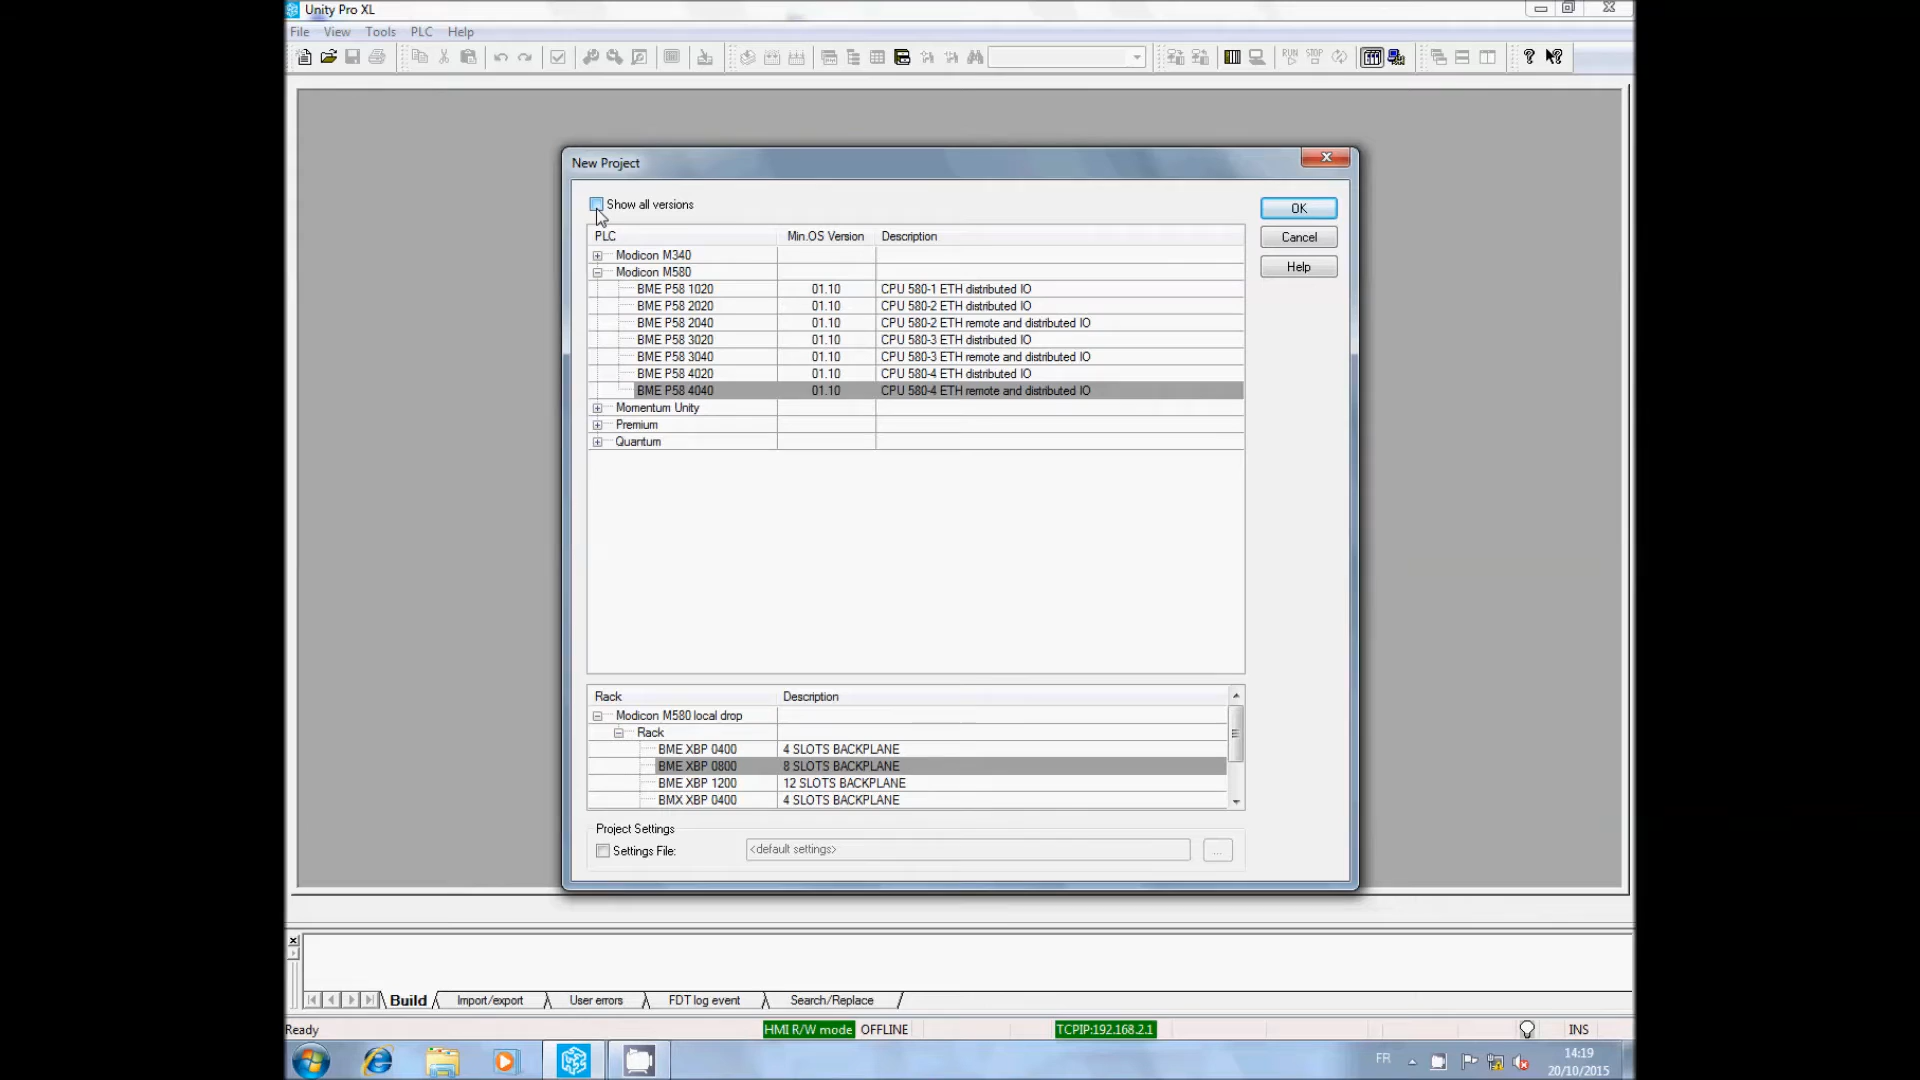 Unity Pro XL
File View Tools PLC Help
RUN STOP
New Project
Show all versions
OK
PLC Min.OS Version Description
Cancel
Modicon M340
Help
Modicon M580
BME P58 1020 01.10 CPU 580-1 ETH distributed IO
BME P58 2020 01.10 CPU 580-2 ETH distributed IO
BME P58 2040 01.10 CPU 580-2 ETH remote and distributed IO
BME P58 3020 01.10 CPU 580-3 ETH distributed IO
BME P58 3040 01.10 CPU 580-3 ETH remote and distributed IO
BME P58 4020 01.10 CPU 580-4 ETH distributed IO
BME P58 4040 01.10 CPU 580-4 ETH remote and distributed IO
Momentum Unity
Premium
Quantum
Rack Description
Modicon M580 local drop
Rack
BME XBP 0400 4 SLOTS BACKPLANE
BME XBP 0800 8 SLOTS BACKPLANE
BME XBP 1200 12 SLOTS BACKPLANE
BMX XBP 0400 4 SLOTS BACKPLANE
Project Settings
Settings File: <default settings> ...
Build Import/export User errors FDT log event Search/Replace
Ready HMI R/W mode OFFLINE TCPIP:192.168.2.1 INS
FR 14:19
20/10/2015